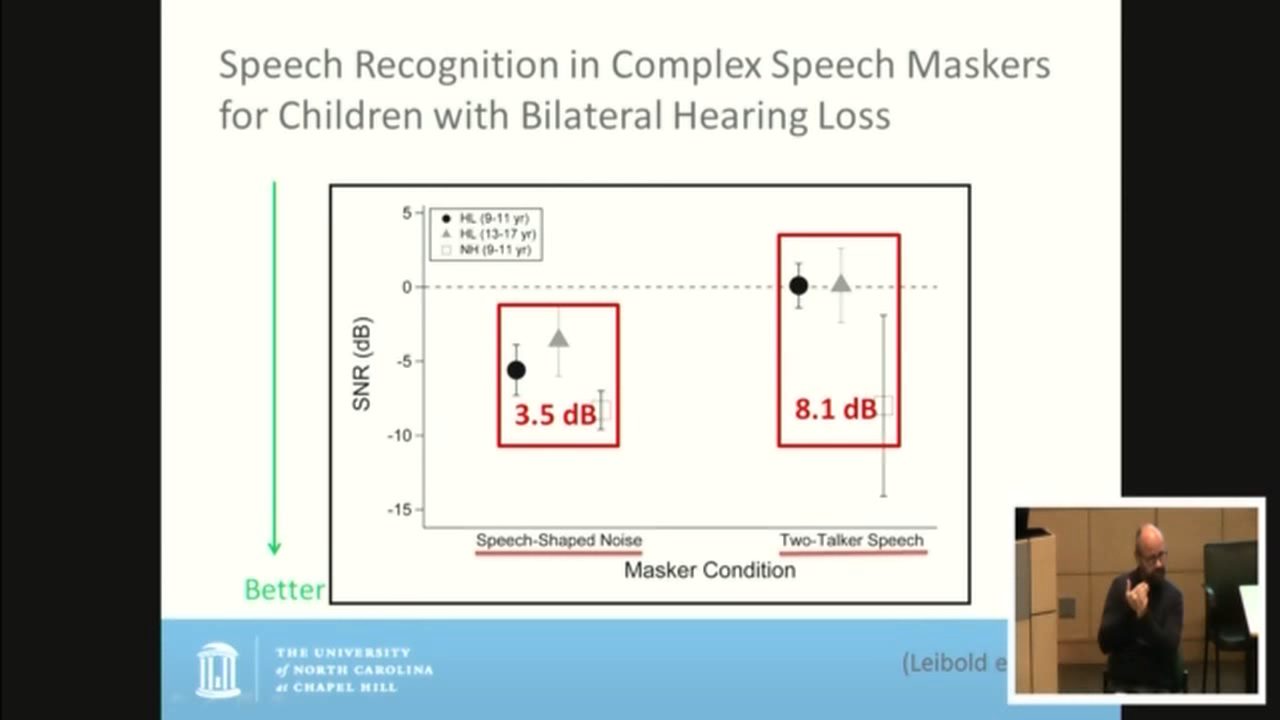 Speech Recognition in Complex Speech Maskers
for Children with Bilateral Hearing Loss
5
HL (9-11 yr)
HL (13-17 yr)
NH (9-11 yr)
0
-5
-10
-15
SNR (dB)
3.5 dB
8.1 dB
Speech-Shaped Noise
Two-Talker Speech
Masker Condition
Better
THE UNIVERSITY
of NORTH CAROLINA
at CHAPEL HILL
(Leibold e